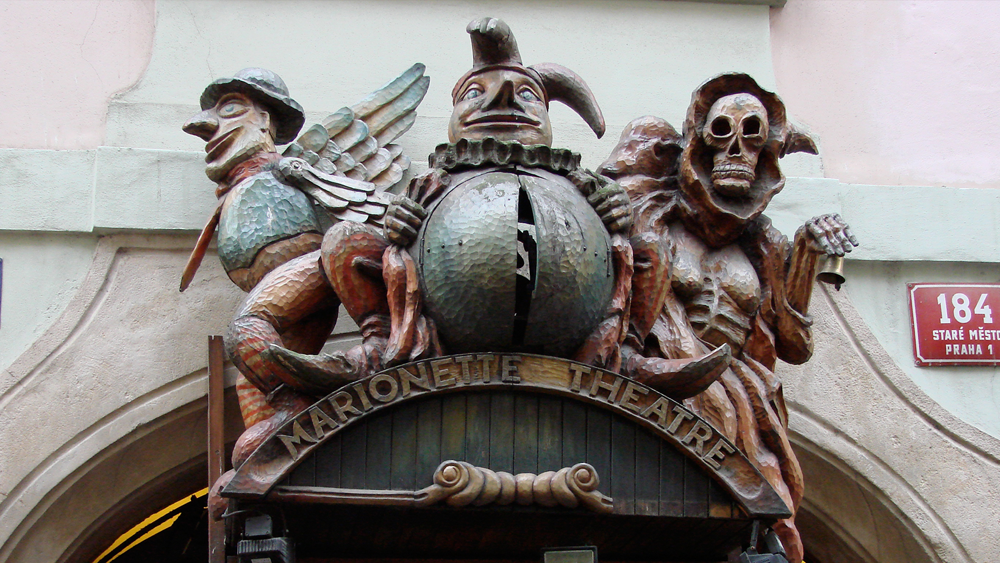 MARIONETTE THEATRE
184
STARÉ MĚSTO
PRAHA 1